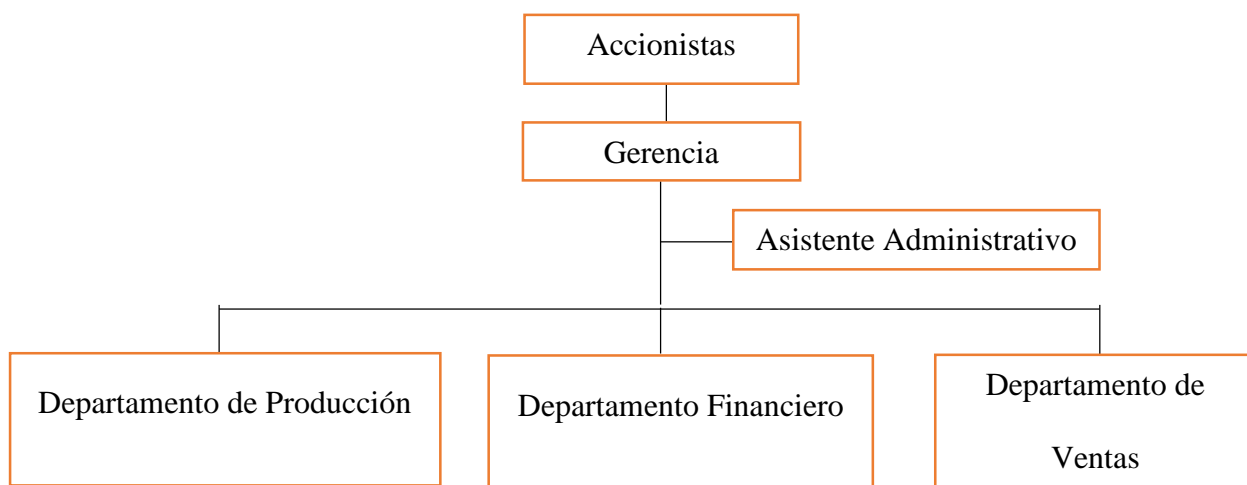 Accionistas
Gerencia
Asistente Administrativo
Departamento de Producción
Departamento Financiero
Departamento de
Ventas